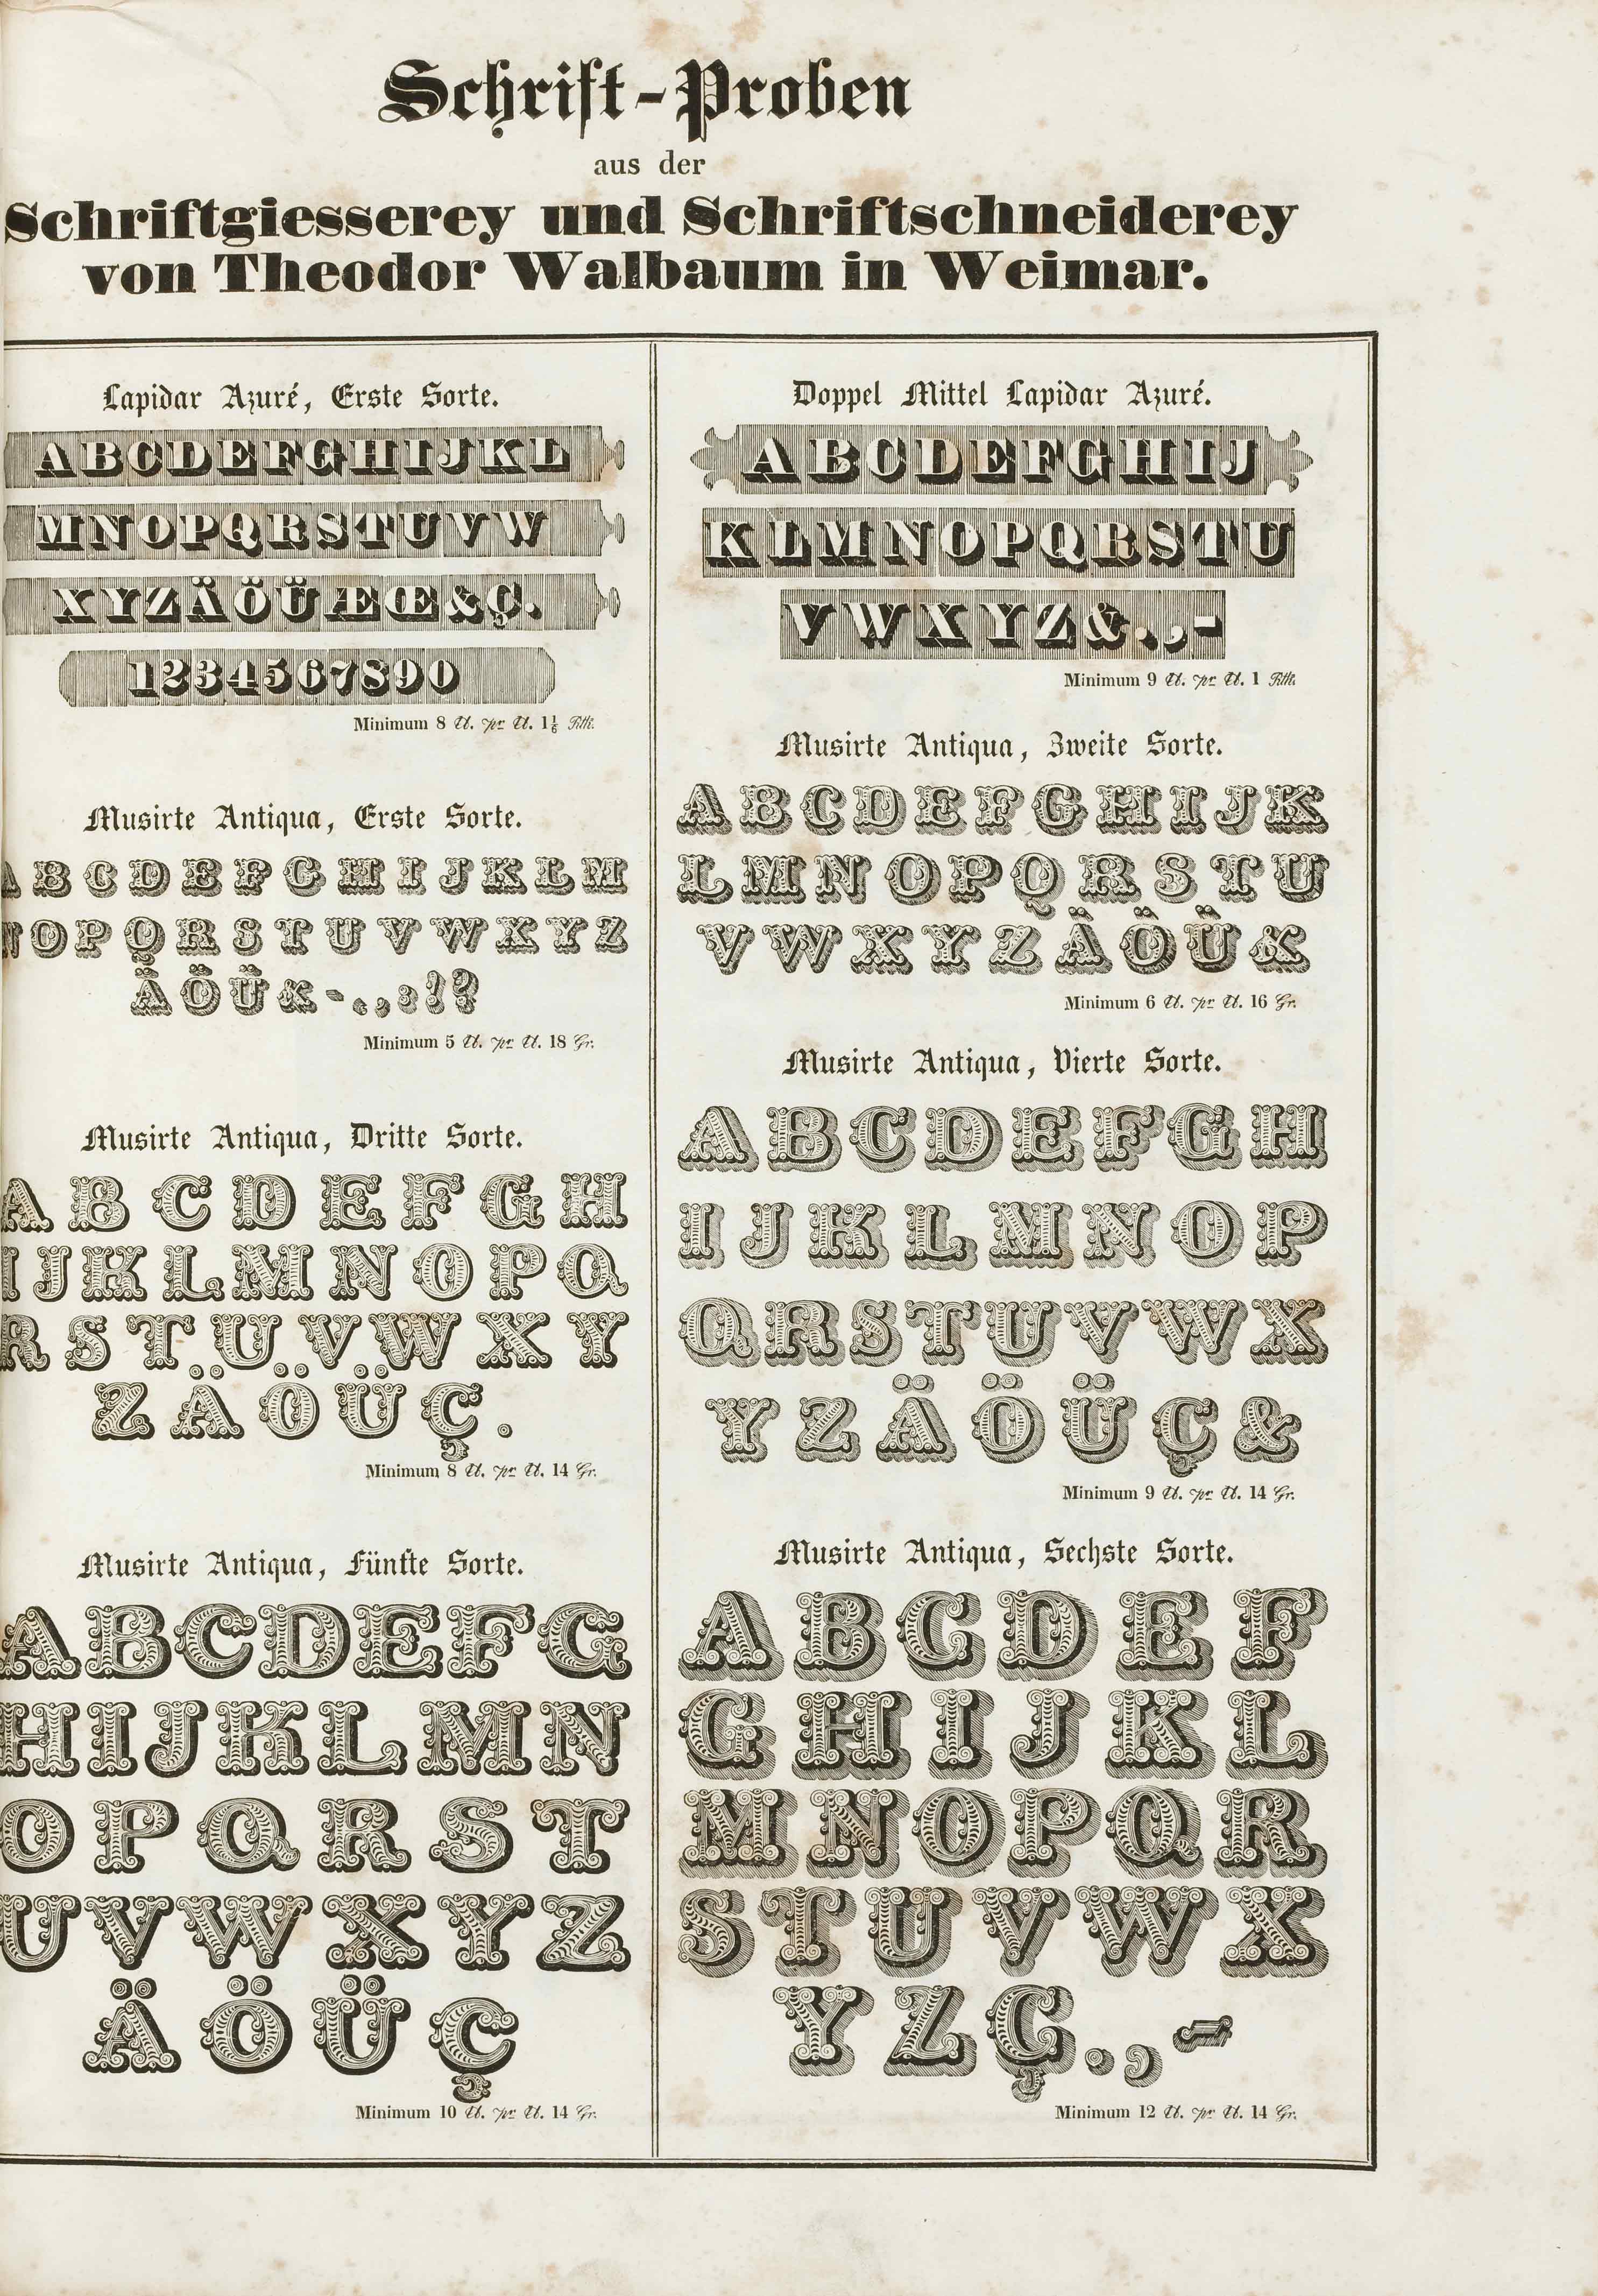 Schrift-Proben
aus der
Schriftgiesserey und Schriftschneiderey
von Theodor Walbaum in Weimar.
Lapidar Azuré, Erste Sorte.
ABCDEFGHIJKL
MNOPQRSTUVW
XYZÄÖÜÆŒ&Ç.
1234567890
Minimum 8 ℔. pr ℔. 1⅙ Rth.
Musirte Antiqua, Erste Sorte.
ABCDEFGHIJKLM
NOPQRSTUVWXYZ
ÄÖÜ&-.,;!?
Minimum 5 ℔. pr ℔. 18 Gr.
Musirte Antiqua, Dritte Sorte.
ABCDEFGH
IJKLMNOPQ
RSTUVWXY
ZÄÖÜÇ.
Minimum 8 ℔. pr ℔. 14 Gr.
Musirte Antiqua, Fünfte Sorte.
ABCDEFG
HIJKLMN
OPQRST
UVWXYZ
ÄÖÜÇ
Minimum 10 ℔. pr ℔. 14 Gr.
Doppel Mittel Lapidar Azuré.
ABCDEFGHIJ
KLMNOPQRSTU
VWXYZ&.,-
Minimum 9 ℔. pr ℔. 1 Rth.
Musirte Antiqua, Zweite Sorte.
ABCDEFGHIJK
LMNOPQRSTU
VWXYZÄÖÜ&
Minimum 6 ℔. pr ℔. 16 Gr.
Musirte Antiqua, Vierte Sorte.
ABCDEFGH
IJKLMNOP
QRSTUVWX
YZÄÖÜÇ&
Minimum 9 ℔. pr ℔. 14 Gr.
Musirte Antiqua, Sechste Sorte.
ABCDEF
GHIJKL
MNOPQR
STUVWX
YZÇ.,-
Minimum 12 ℔. pr ℔. 14 Gr.